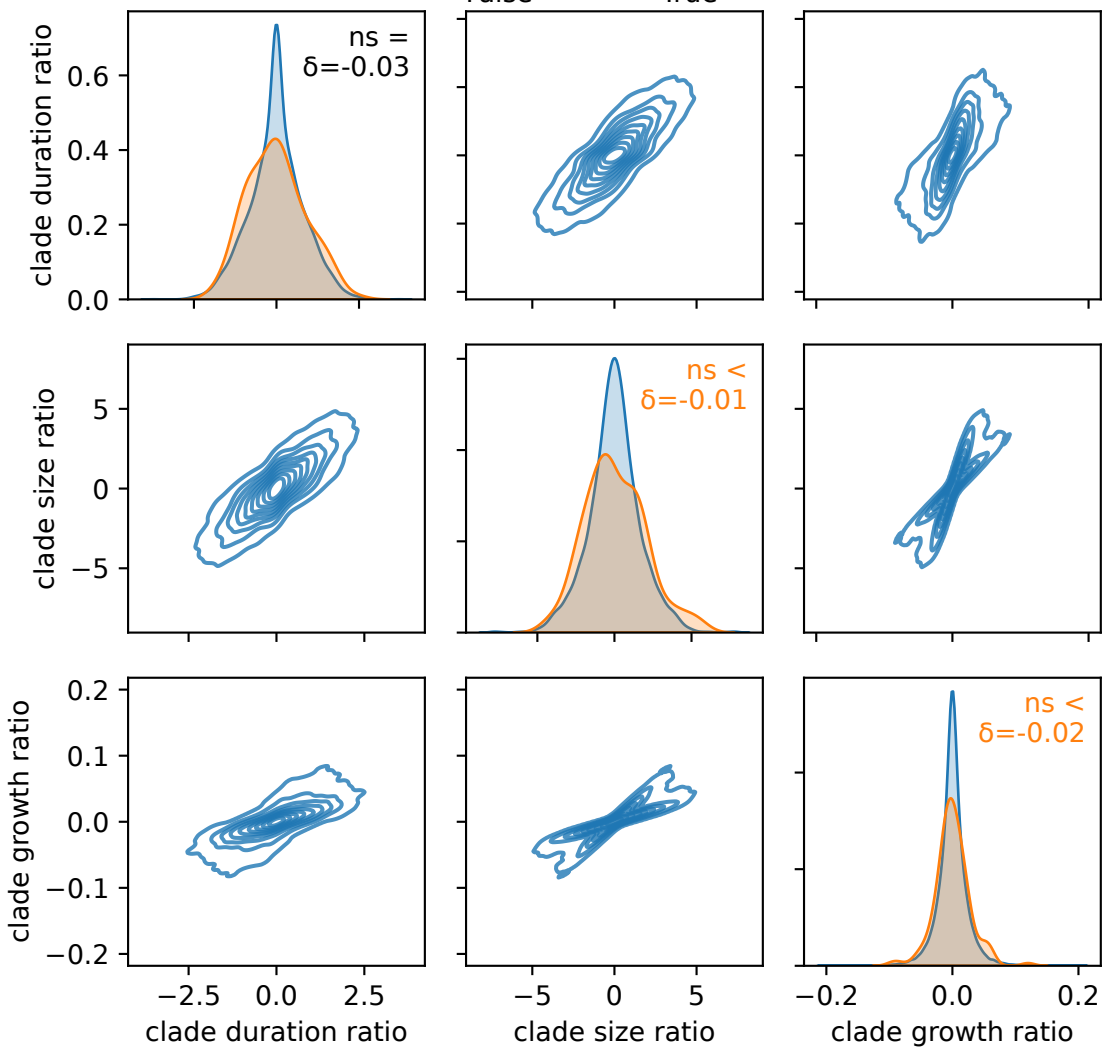 clade duration ratio
0.6
0.4
0.2
0.0
ns =
δ=-0.03
clade size ratio
5
0
−5
ns <
δ=-0.01
clade growth ratio
0.2
0.1
0.0
−0.1
−0.2
ns <
δ=-0.02
−2.5 0.0 2.5
−5 0 5
−0.2 0.0 0.2
clade duration ratio
clade size ratio
clade growth ratio